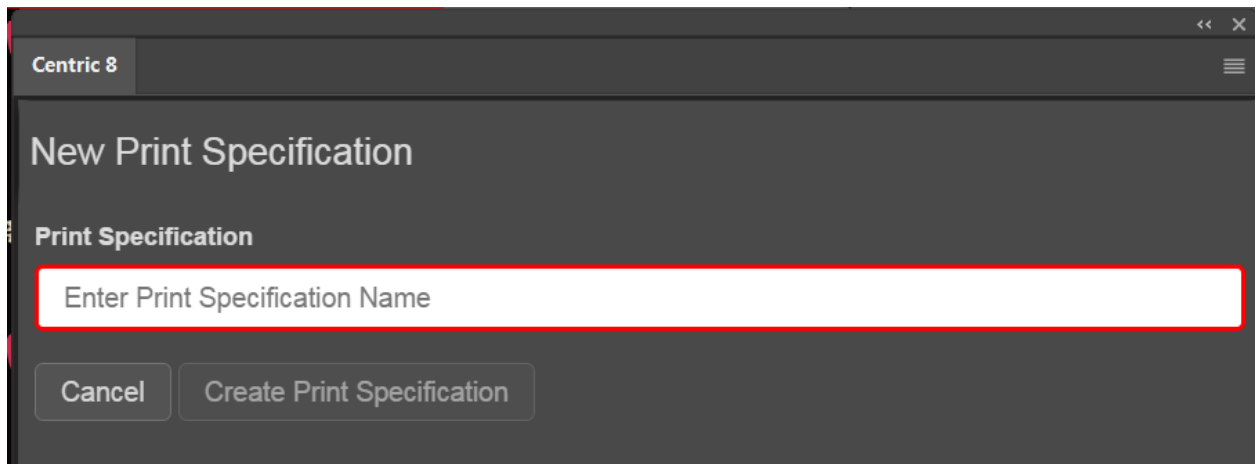 Centric 8
New Print Specification
Print Specification
Enter Print Specification Name
Cancel Create Print Specification